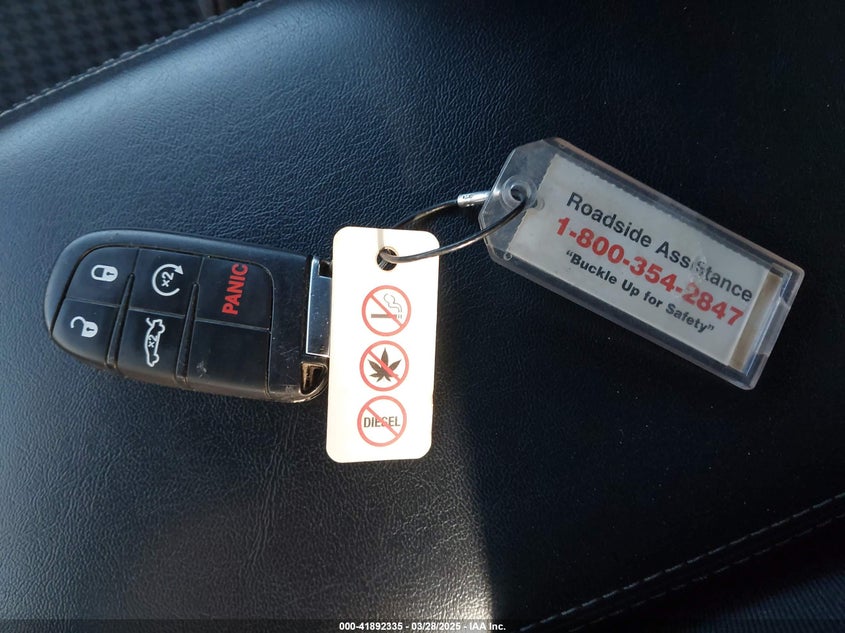 PANIC
x2
x2
DIESEL
Roadside Assistance
1-800-354-2847
"Buckle Up for Safety"
000-41892335 - 03/28/2025 - IAA Inc.